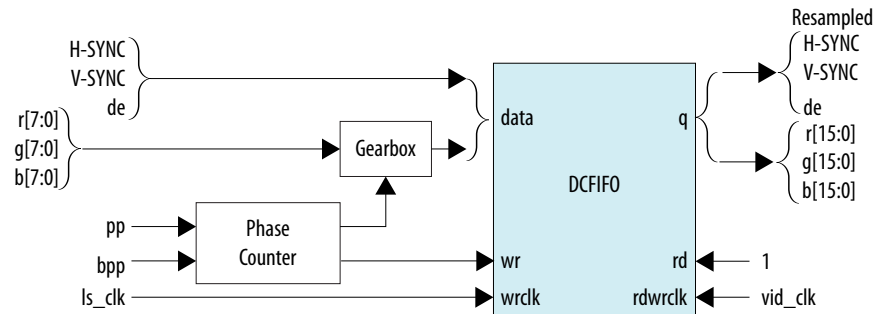 Resampled
H-SYNC
V-SYNC
de
r[7:0]
g[7:0]
b[7:0]
Gearbox
data
q
H-SYNC
V-SYNC
de
r[15:0]
g[15:0]
b[15:0]
DCFIFO
pp
bpp
Phase
Counter
wr
rd
1
ls_clk
wrclk
rdwrclk
vid_clk